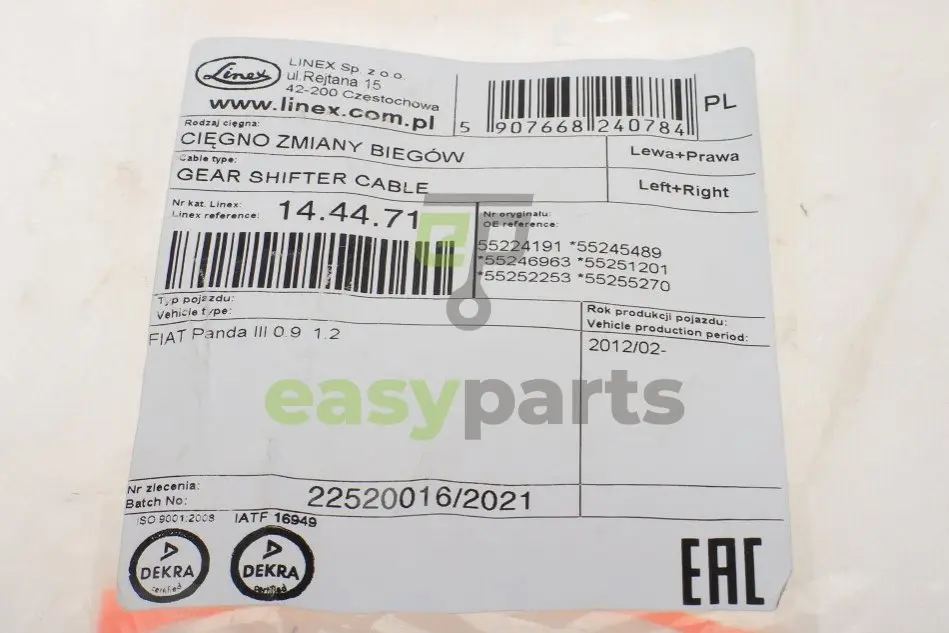 Linex
LINEX Sp. z o o.
ul.Rejtana 15
42-200 Czestochowa
www.linex.com.pl
5 907668 240784
PL
Rodzaj cięgna:
CIĘGNO ZMIANY BIEGÓW
Lewa+Prawa
Cable type:
GEAR SHIFTER CABLE
Left+Right
Nr kat. Linex:
Linex reference:
14.44.71
Nr oryginału:
OE reference:
55224191 *55245489
*55246963 *55251201
*55252253 *55255270
Typ pojazdu:
Vehicle type:
FIAT Panda III 0.9 1.2
Rok produkcji pojazdu:
Vehicle production period:
2012/02-
easyparts
Nr zlecenia:
Batch No:
22520016/2021
ISO 9001:2008
IATF 16949
DEKRA
certified
DEKRA
certified
EAC